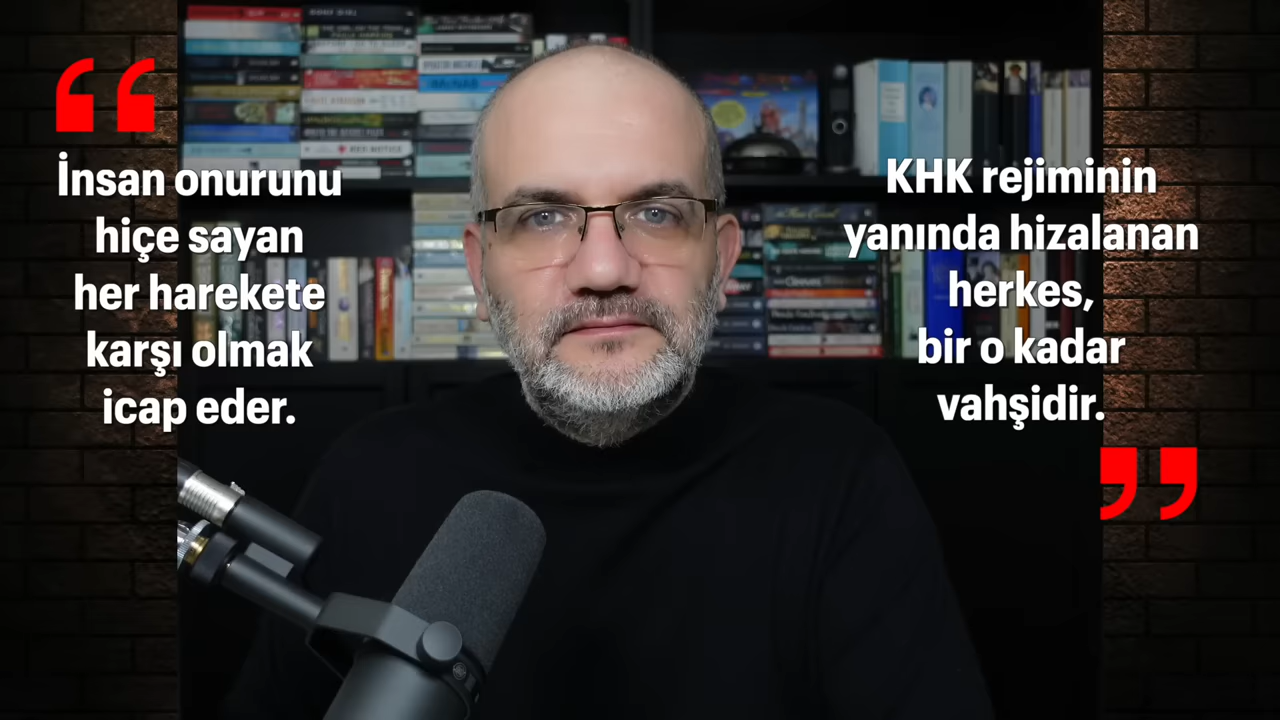 İnsan onurunu
hiçe sayan
her harekete
karşı olmak
icap eder.
KHK rejiminin
yanında hizalanan
herkes,
bir o kadar
vahşidir.